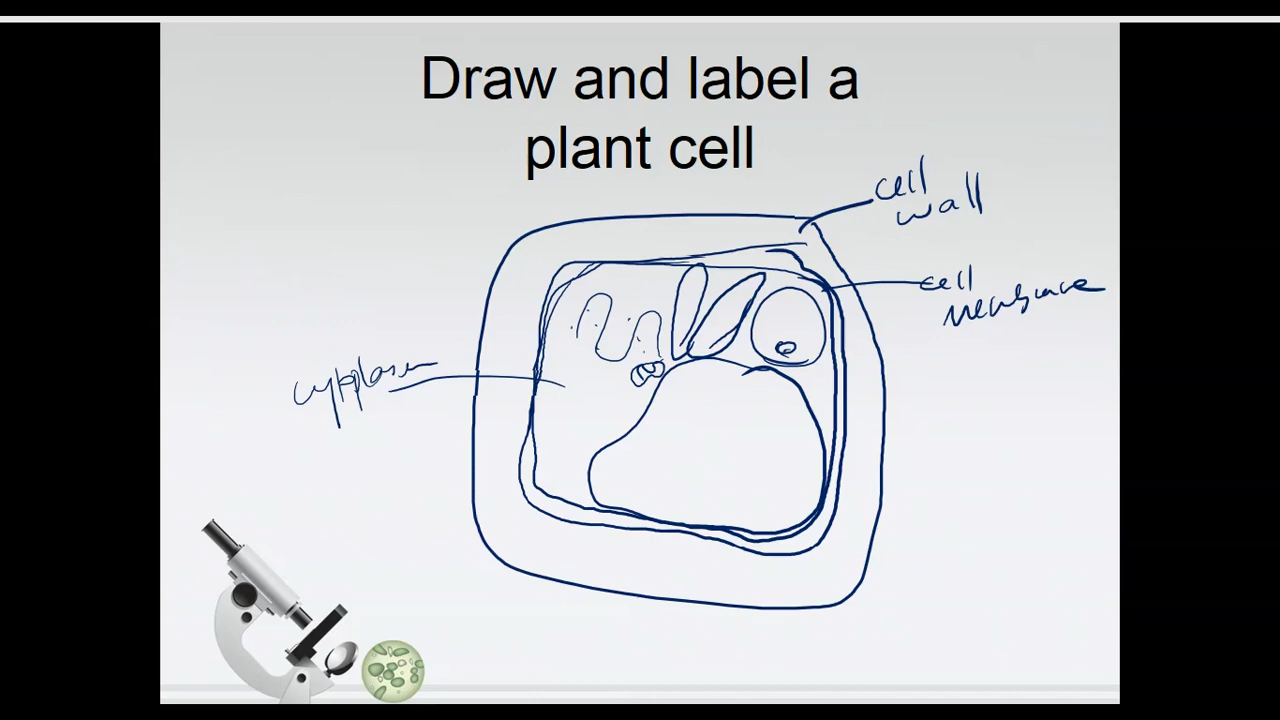 Draw and label a
plant cell
cell
wall
cell
membrane
cytoplasm